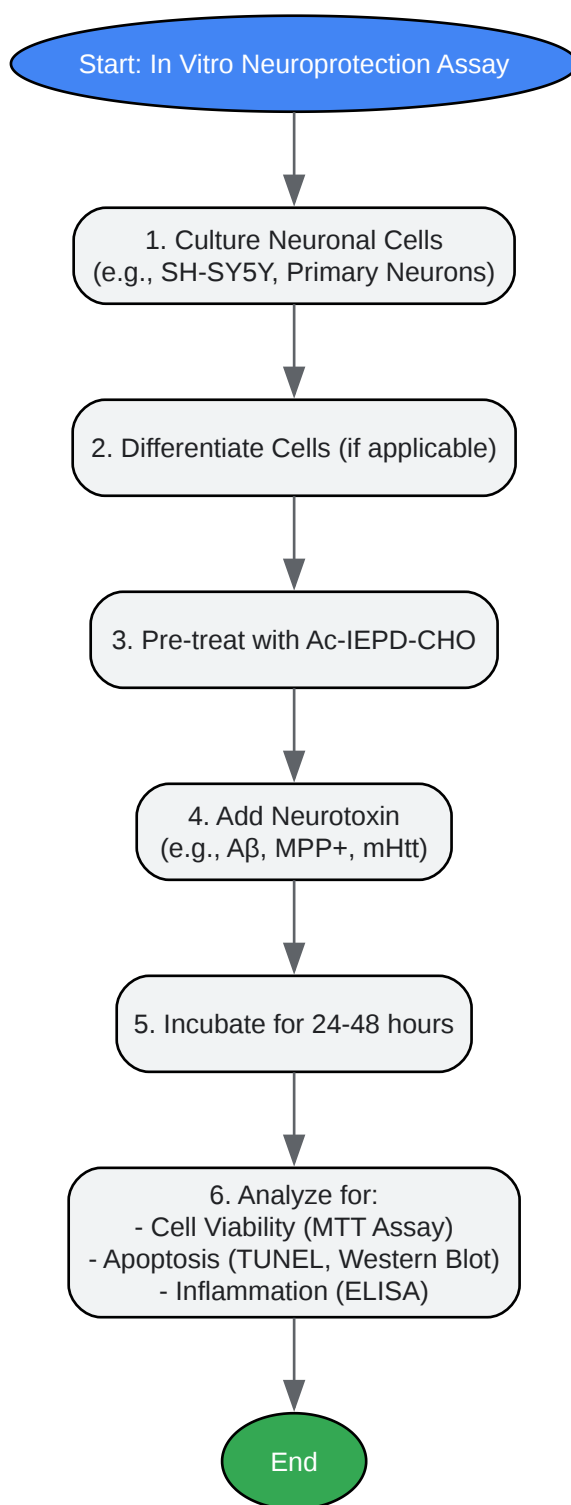 Start: In Vitro Neuroprotection Assay
1. Culture Neuronal Cells
(e.g., SH-SY5Y, Primary Neurons)
2. Differentiate Cells (if applicable)
3. Pre-treat with Ac-IEPD-CHO
4. Add Neurotoxin
(e.g., Aβ, MPP+, mHtt)
5. Incubate for 24-48 hours
6. Analyze for:
- Cell Viability (MTT Assay)
- Apoptosis (TUNEL, Western Blot)
- Inflammation (ELISA)
End